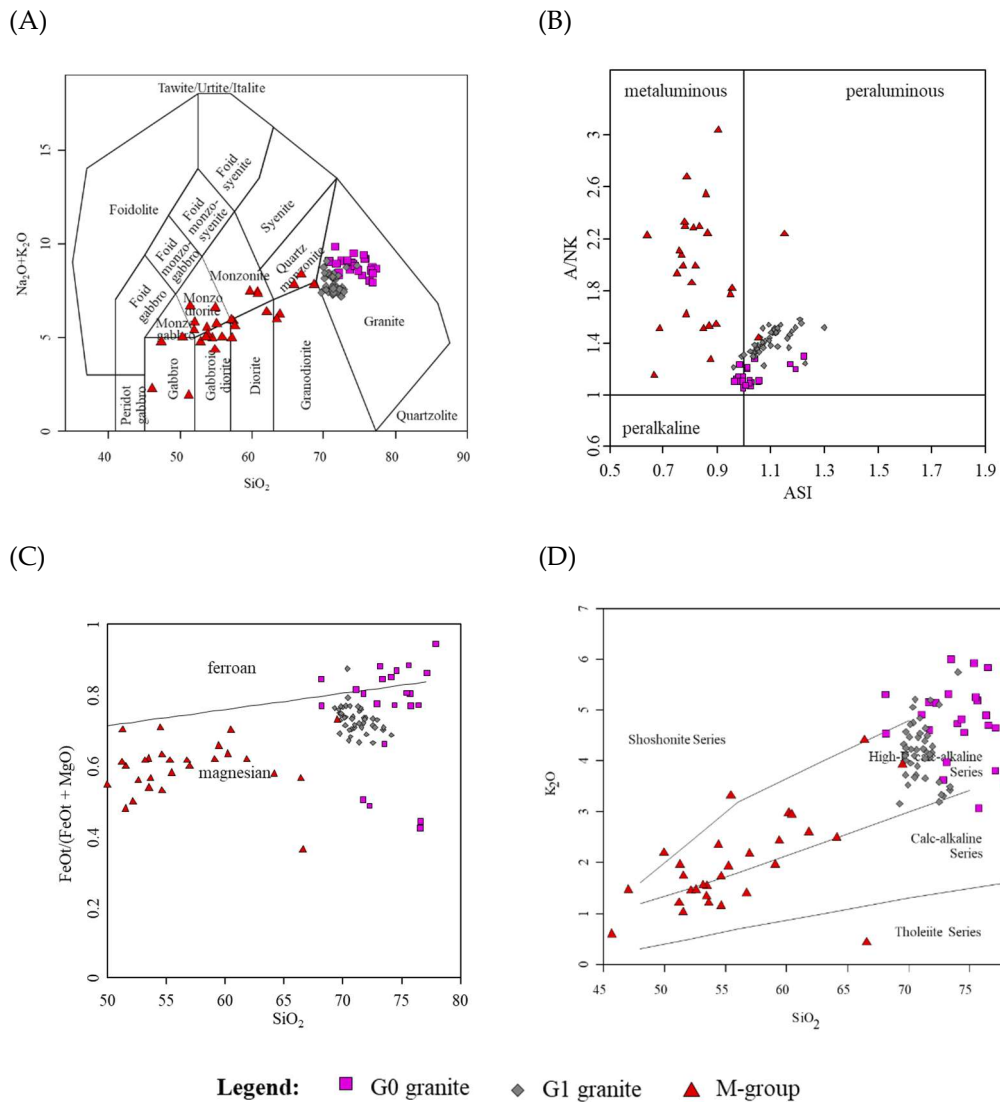 (A)
Tawite/Urtite/Italite
Foidolite
Foid
syenite
Foid
monzo-
syenite
Foid
monzo-
gabbro
Foid
gabbro
Syenite
Monzonite
Quartz
monzonite
Monzo
diorite
Monzo
gabbro
Peridot
gabbro
Gabbro
Gabbroic
diorite
Diorite
Granodiorite
Granite
Quartzolite
Na2O+K2O
0
5
10
15
40 50 60 70 80 90
SiO2
(B)
metaluminous peraluminous
peralkaline
A/NK
3
2.6
2.2
1.8
1.4
1
0.6
0.5 0.7 0.9 1.1 1.3 1.5 1.7 1.9
ASI
(C)
ferroan
magnesian
FeOt/(FeOt + MgO)
1
0.8
0.6
0.4
0.2
0
50 55 60 65 70 75 80
SiO2
(D)
Shoshonite Series
High-K calc-alkaline
Series
Calc-alkaline
Series
Tholeiite Series
K2O
7
6
5
4
3
2
1
0
45 50 55 60 65 70 75
SiO2
Legend: G0 granite G1 granite M-group